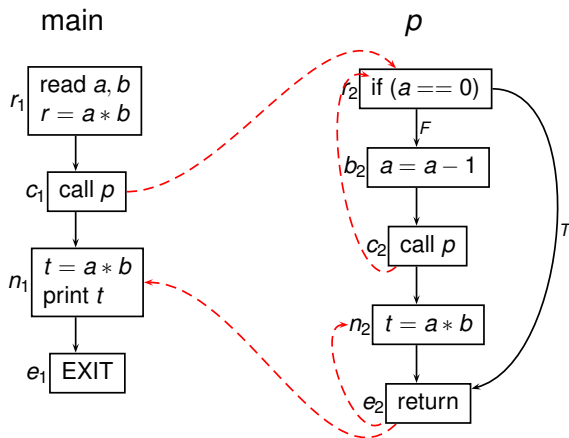 main
r1
read a, b
r = a ∗ b
c1
call p
n1
t = a ∗ b
print t
e1
EXIT
p
r2
if (a == 0)
F
T
b2
a = a − 1
c2
call p
n2
t = a ∗ b
e2
return